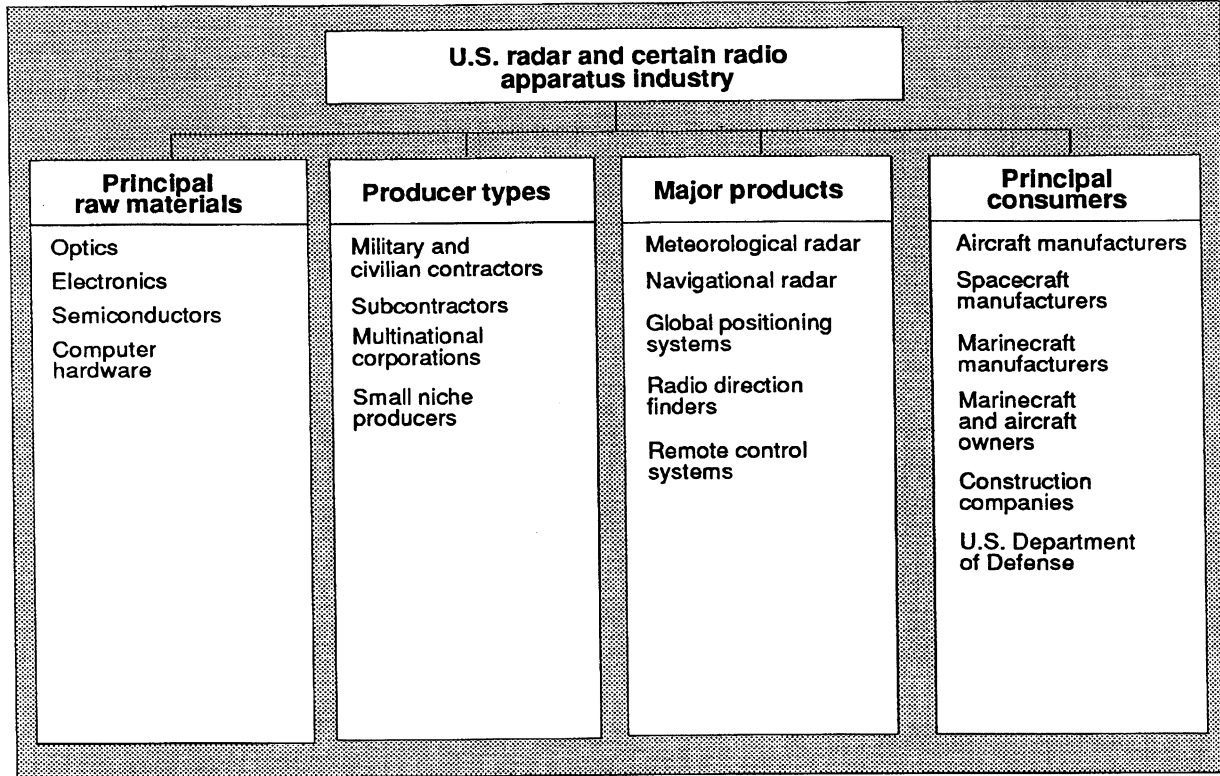 U.S. radar and certain radio
apparatus industry
Principal
raw materials
Optics
Electronics
Semiconductors
Computer
hardware
Producer types
Military and
civilian contractors
Subcontractors
Multinational
corporations
Small niche
producers
Major products
Meteorological radar
Navigational radar
Global positioning
systems
Radio direction
finders
Remote control
systems
Principal
consumers
Aircraft manufacturers
Spacecraft
manufacturers
Marinecraft
manufacturers
Marinecraft
and aircraft
owners
Construction
companies
U.S. Department
of Defense